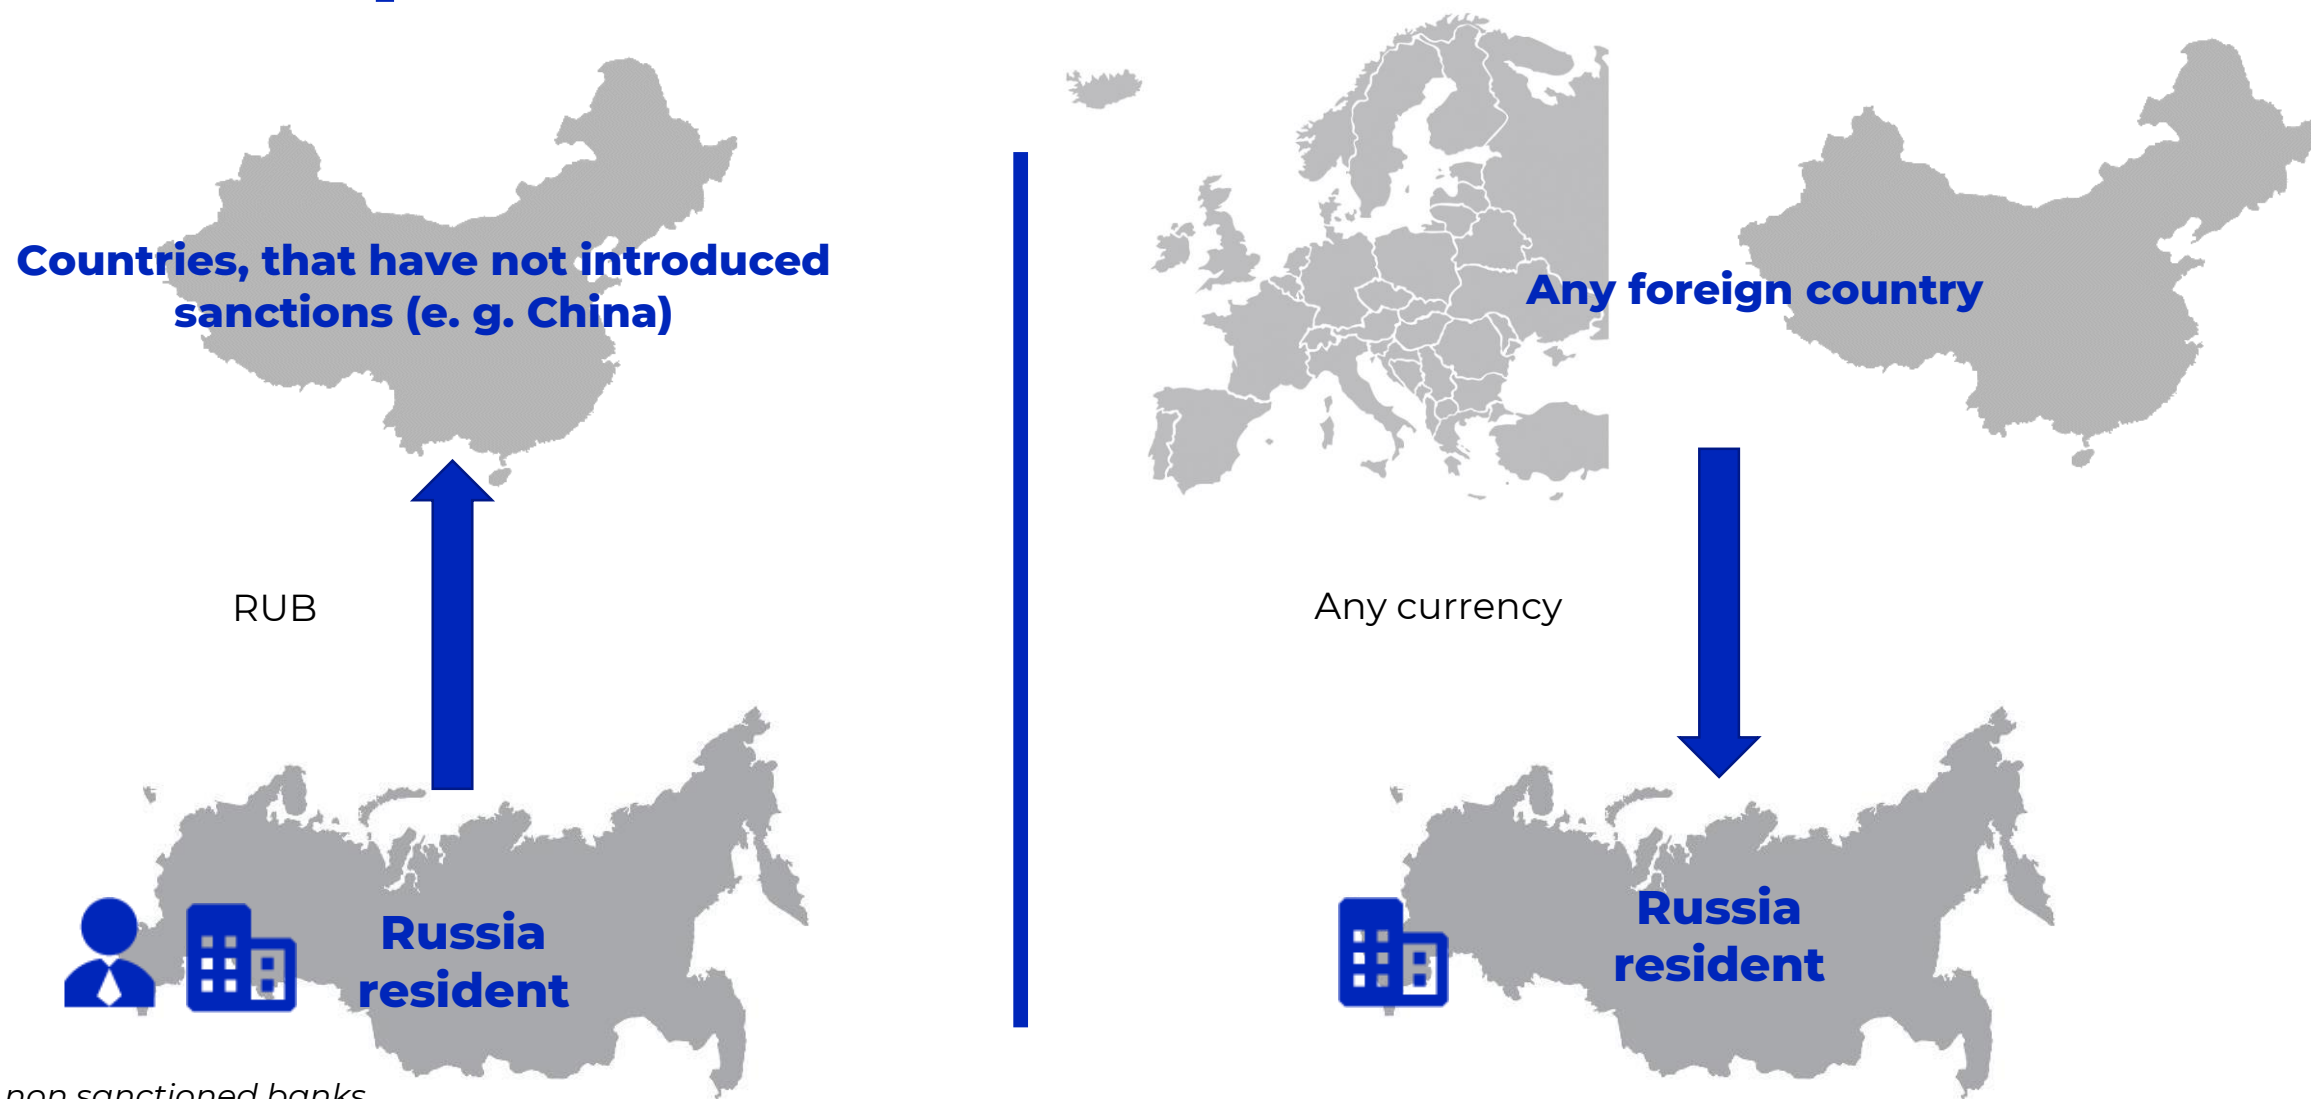 Countries, that have not introduced
sanctions (e. g. China)
RUB
Russia
resident
non sanctioned banks
Any foreign country
Any currency
Russia
resident